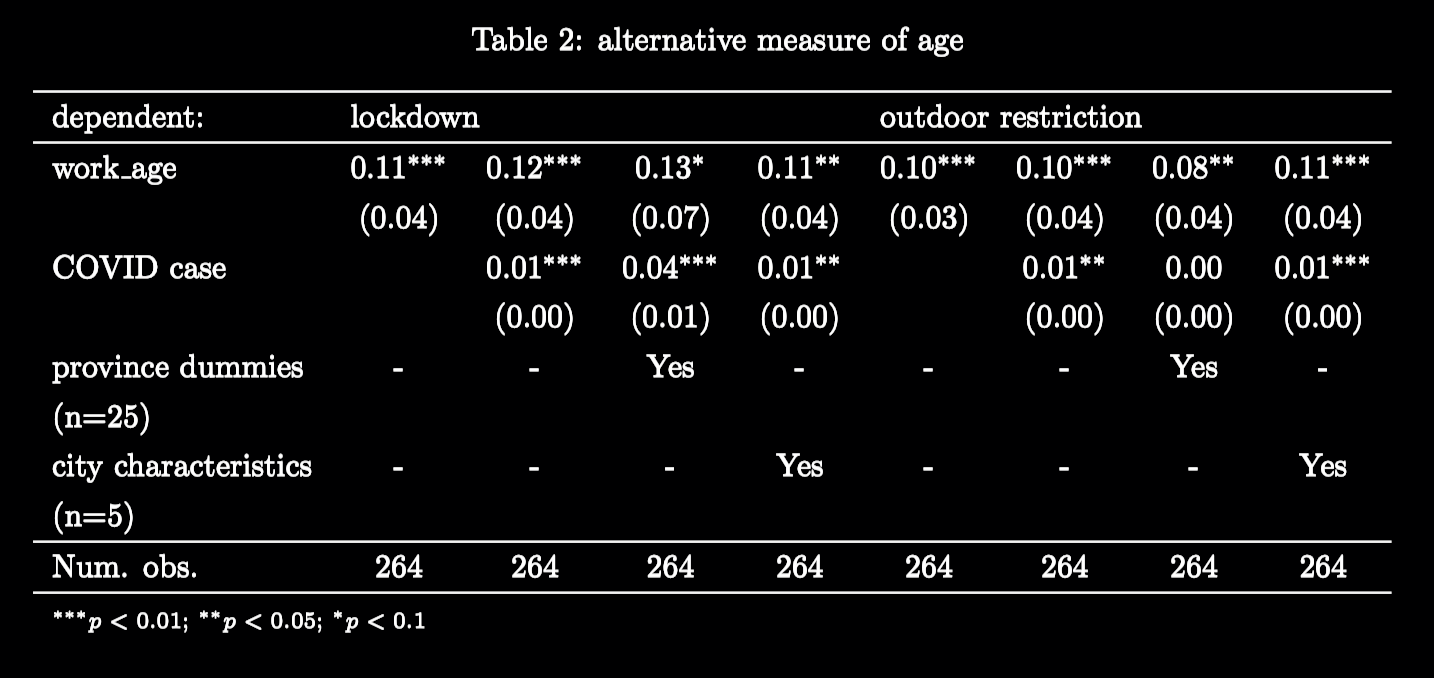 Table 2: alternative measure of age
dependent: lockdown outdoor restriction
work_age 0.11*** 0.12*** 0.13* 0.11** 0.10*** 0.10*** 0.08** 0.11***
(0.04) (0.04) (0.07) (0.04) (0.03) (0.04) (0.04) (0.04)
COVID case 0.01*** 0.04*** 0.01** 0.01** 0.00 0.01***
(0.00) (0.01) (0.00) (0.00) (0.00) (0.00)
province dummies - - Yes - - - Yes -
(n=25)
city characteristics - - - Yes - - - Yes
(n=5)
Num. obs. 264 264 264 264 264 264 264 264
***p < 0.01; **p < 0.05; *p < 0.1